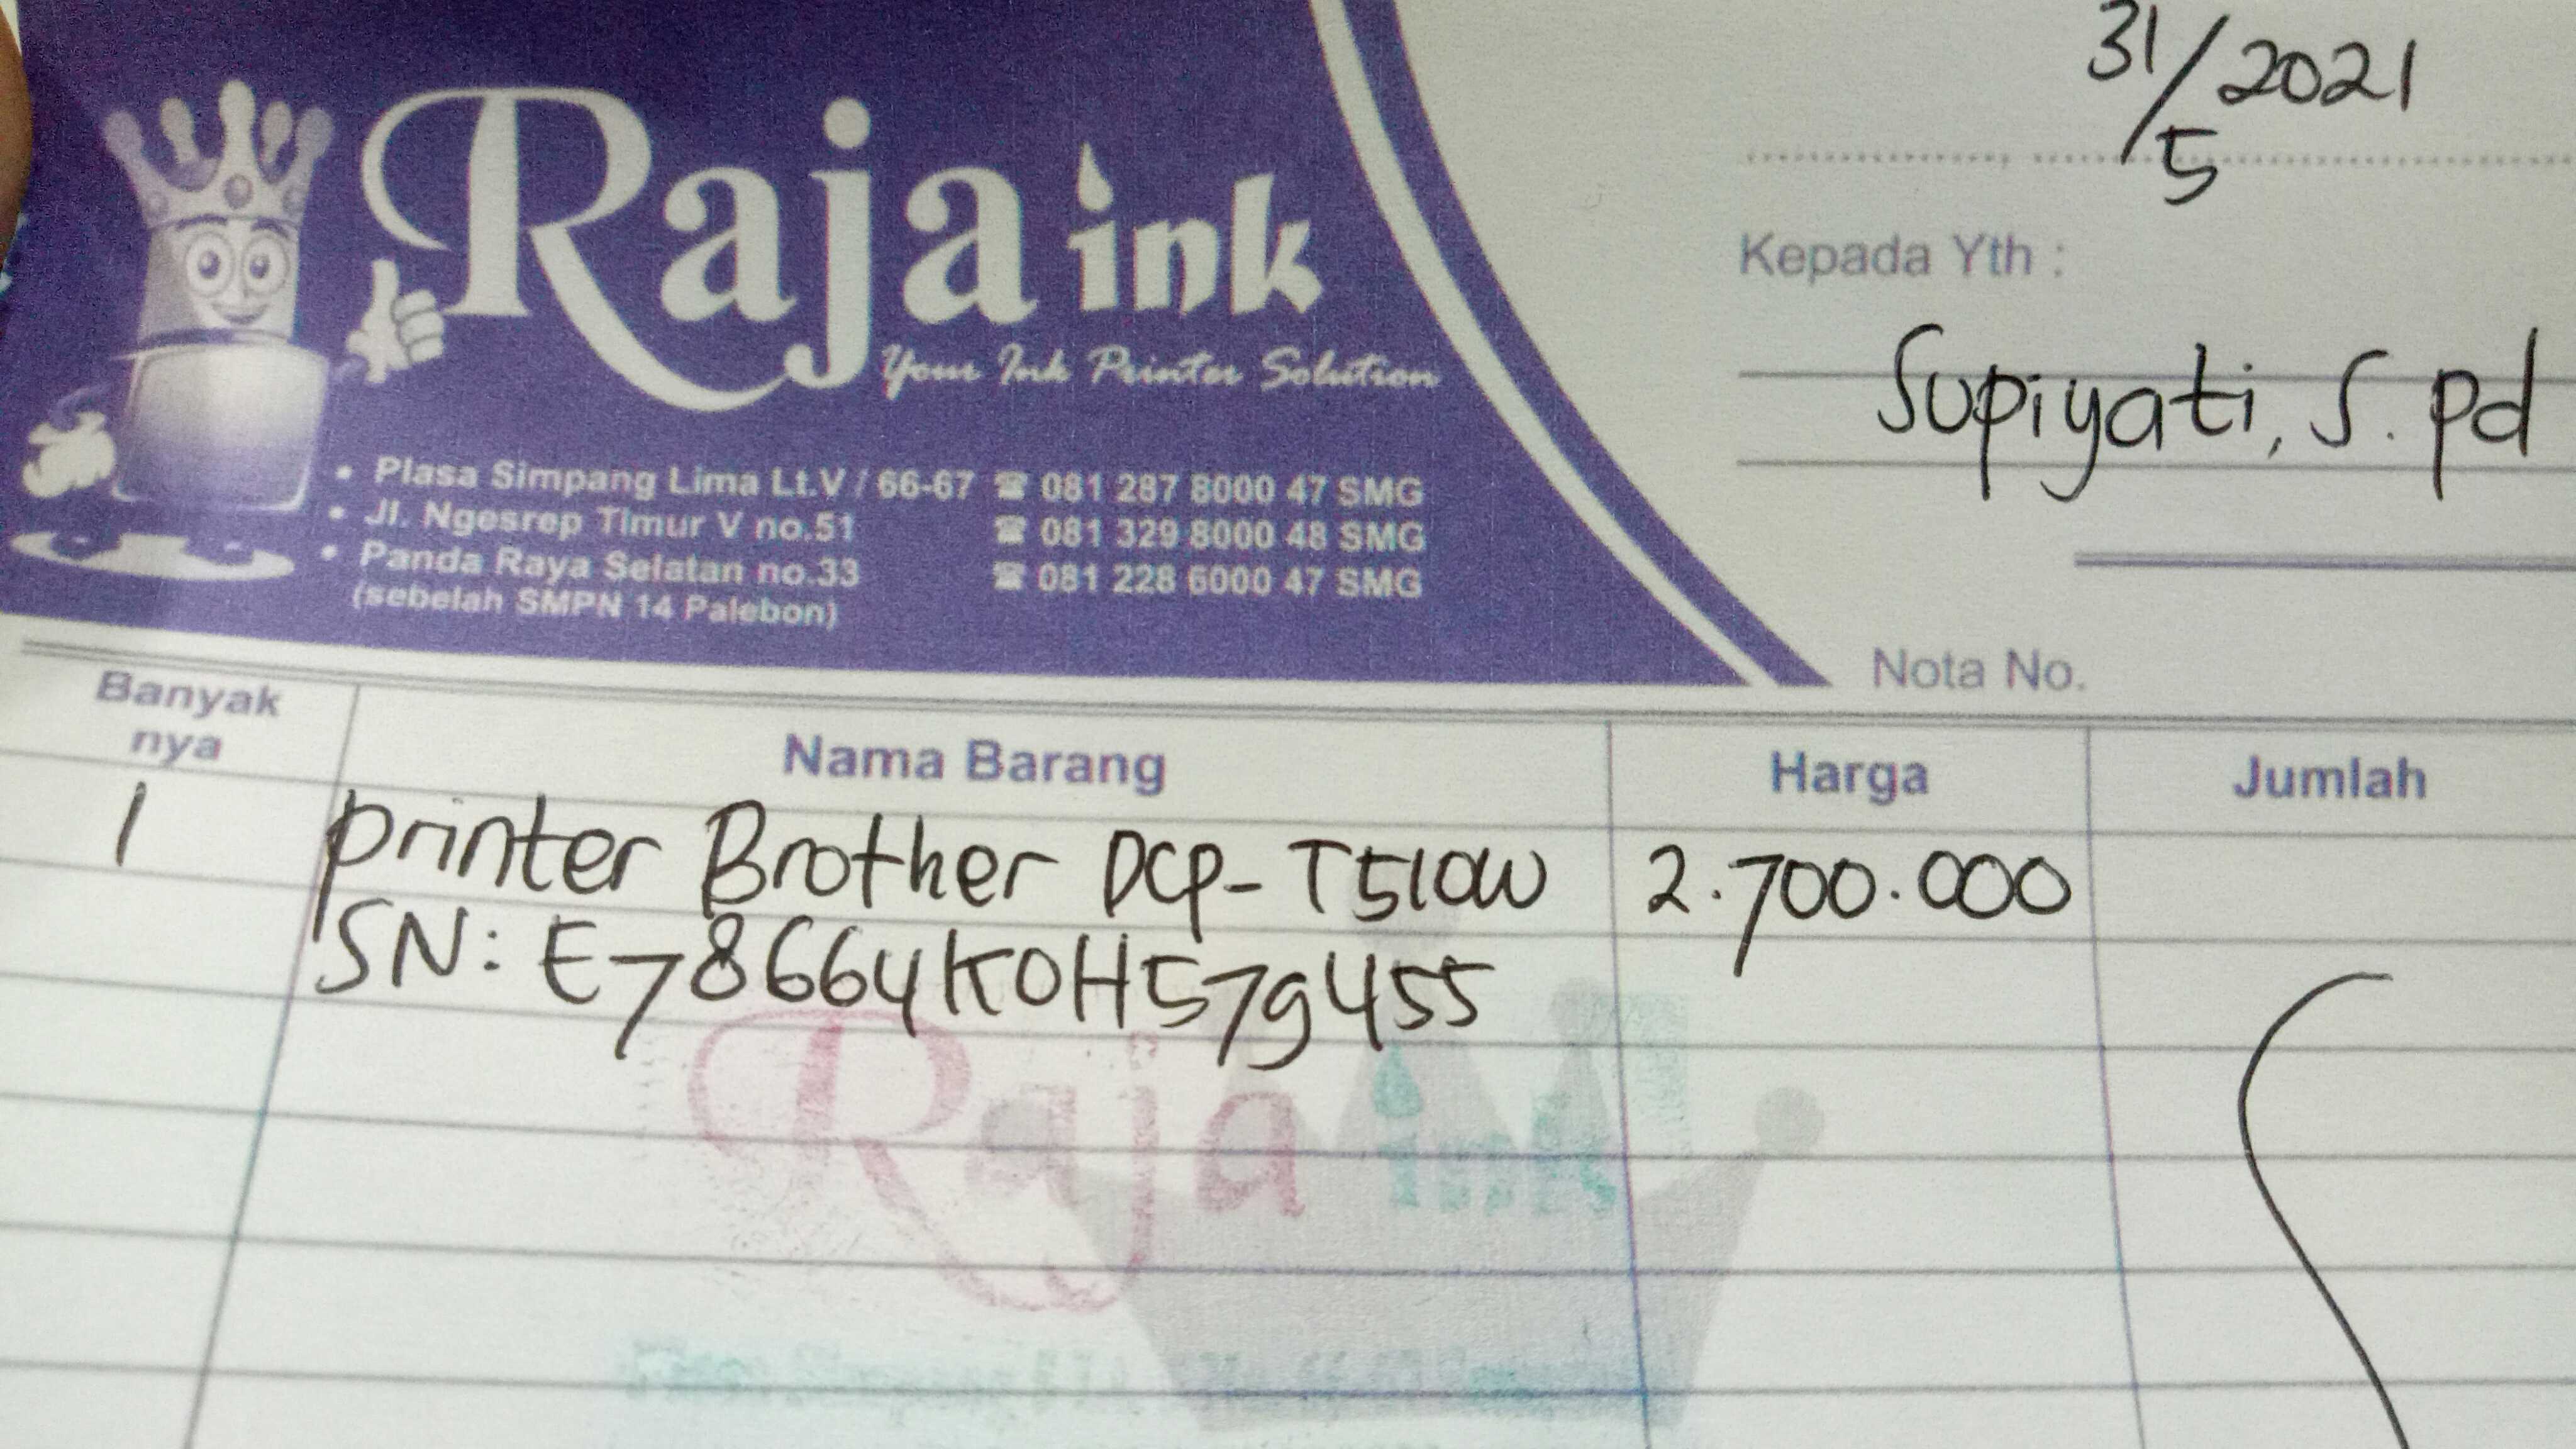 31/5 2021
Raja ink
Your Ink Printer Solution
Kepada Yth :
Supiyati, S. pd
• Plasa Simpang Lima Lt.V / 66-67 ☎ 081 287 8000 47 SMG
• Jl. Ngesrep Timur V no.51 ☎ 081 329 8000 48 SMG
• Panda Raya Selatan no.33 ☎ 081 228 6000 47 SMG
(sebelah SMPN 14 Palebon)
Nota No.
Banyak
nya
Nama Barang
Harga
Jumlah
1 printer Brother DCP-T510W 2.700.000
SN: E78664K0H579455
Raja ink